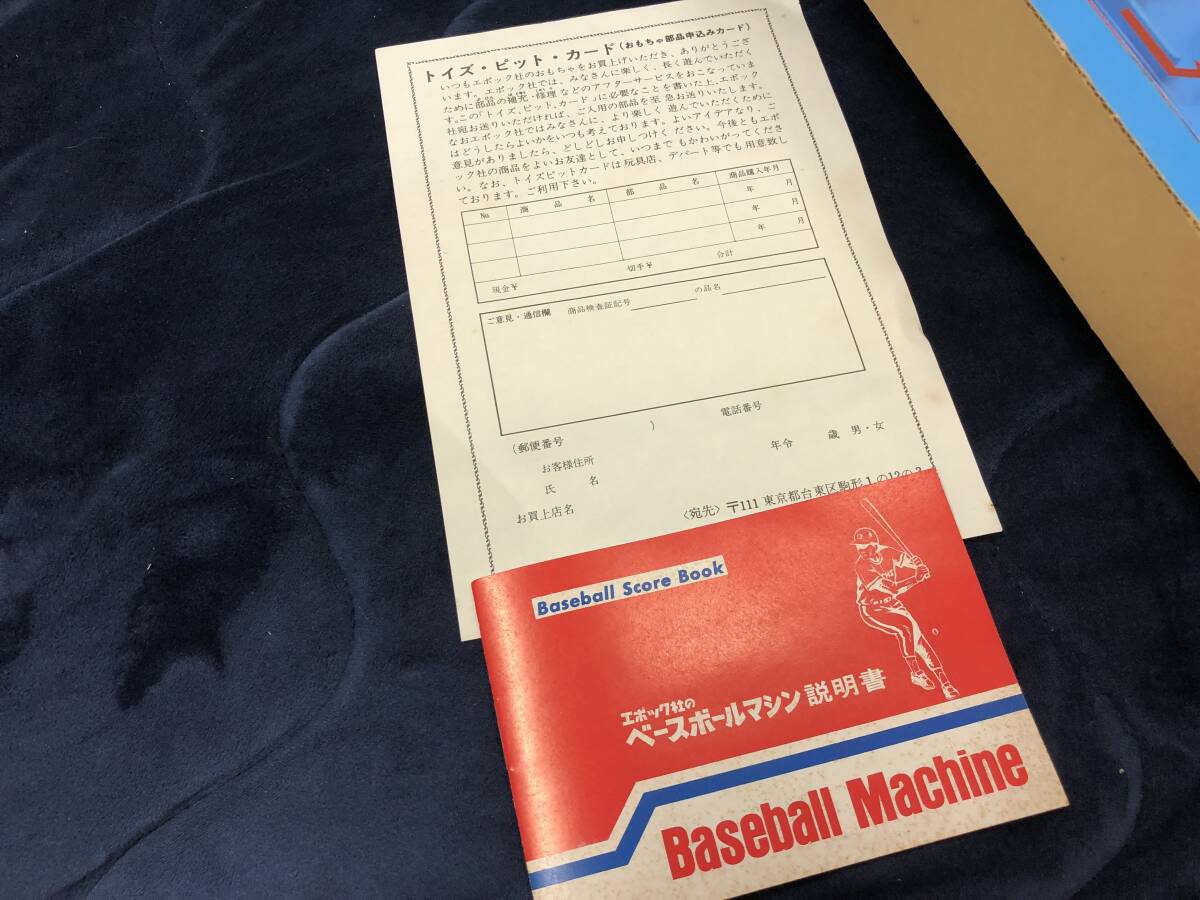 トイズ・ピット・カード(おもちゃ部品申込みカード)
いつもエポック社のおもちゃをお買上げいただき、ありがとうござ
います。エポック社では、みなさんに楽しく、長く遊んでいただく
ために部品の補充・修理 などのアフターサービスをおこなっていま
す。この「トイズ、ピット、カード」に必要なことを書いた上、エポック
社宛お送りいただければ、ご入用の部品を至 急お送りいたします。
なおエポック社ではみなさんに、より楽しく 遊んでいただくために
はどうしたらよいかをいつも考えております。よいアイデアなり、ご
意見がありましたら、どしどしお申しつけく ださい。今後ともエポ
ック社の商品をよいお友達として、いつまで もかわいがってくださ
い。なお、トイズピットカードは玩具店、デパート等でも 用意致し
ております。ご利用下さい。
No. 商品名 部品名 商品購入年月
年 月
年 月
年 月
現金¥ 切手¥ 合計
ご意見・通信欄 商品検査証記号 の品名
(郵便番号 ) 電話番号
お客様住所 年令 歳 男・女
氏 名
お買上店名 〈宛先〉〒111 東京都台東区駒形1の12の3
Baseball Score Book
エポック社の
ベースボールマシン 説明書
Baseball Machine